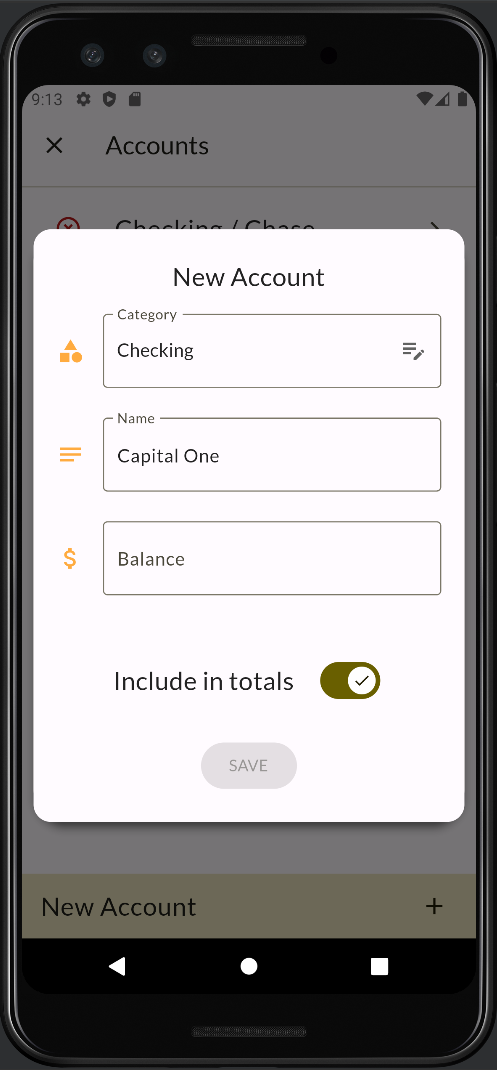 9:13
Accounts
Checking / Chase
New Account
Category
Checking
Name
Capital One
$
Balance
Include in totals
SAVE
New Account
+